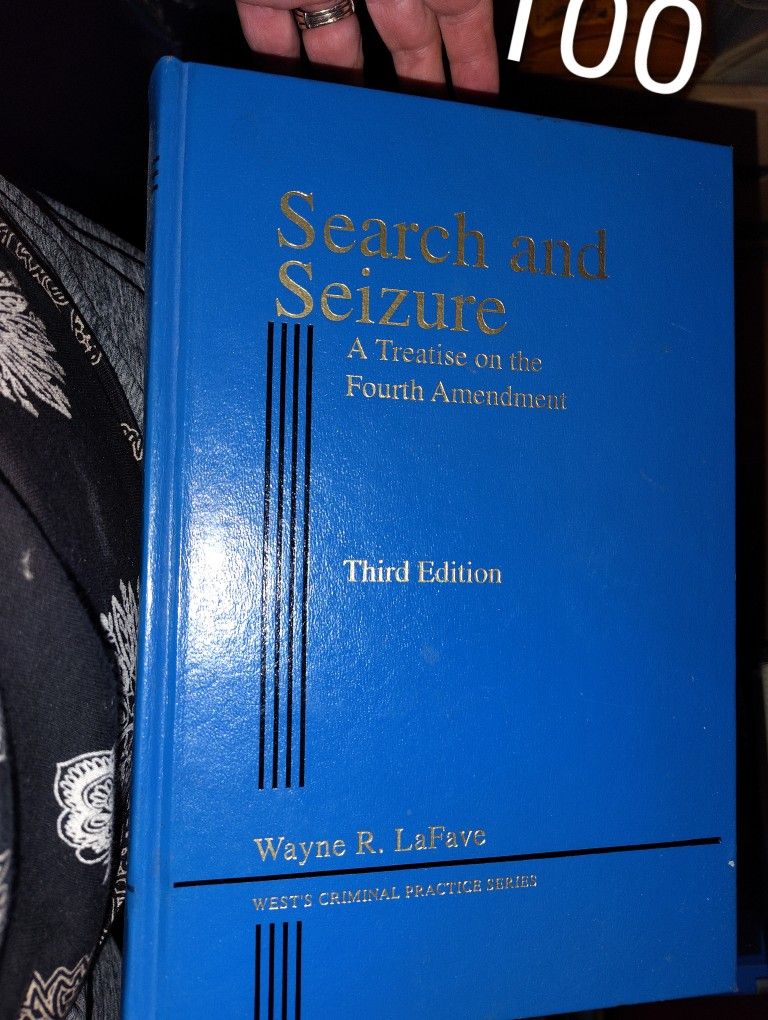 100
Search and
Seizure
A Treatise on the
Fourth Amendment
Third Edition
Wayne R. LaFave
WEST'S CRIMINAL PRACTICE SERIES